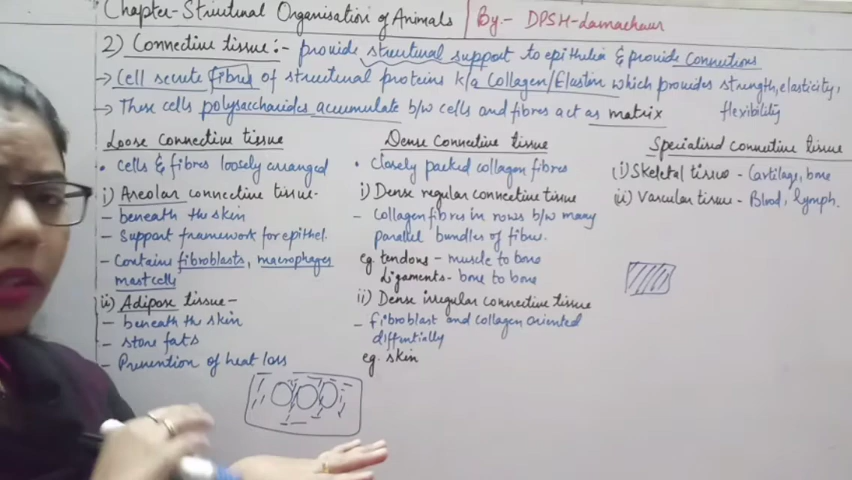 Chapter-Structural Organisation of Animals By:- DPSH-damachaur
2) Connective tissue:- provide structural support to epithelia & provide connections
→ Cell secrete fibres of structural proteins k/a Collagen/Elastin which provides strength, elasticity, flexibility
→ These cells polysaccharides accumulate b/w cells and fibres act as matrix
Loose connective tissue
• Cells & fibres loosely arranged
i) Areolar connective tissue-
- beneath the skin
- Support framework for epithel.
- Contains fibroblasts, macrophages
mast cells
ii) Adipose tissue-
- beneath the skin
- store fats
- Prevention of heat loss
Dense connective tissue
• Closely packed collagen fibres
i) Dense regular connective tissue
- Collagen fibres in rows b/w many
parallel bundles of fibres.
eg. tendons - muscle to bone
Ligaments- bone to bone
ii) Dense irregular connective tissue
- fibroblast and collagen oriented
diffrntially
eg. skin
Specialised connective tissue
(i) Skeletal tissue - Cartilage, bone
(ii) Vascular tissue - Blood, lymph.